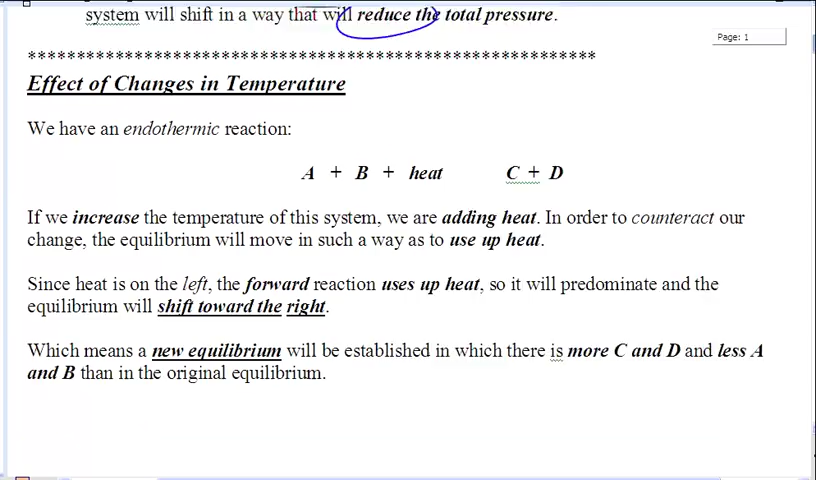 system will shift in a way that will reduce the total pressure.
Page: 1
************************************************************
Effect of Changes in Temperature
We have an endothermic reaction:
A + B + heat C + D
If we increase the temperature of this system, we are adding heat. In order to counteract our
change, the equilibrium will move in such a way as to use up heat.
Since heat is on the left, the forward reaction uses up heat, so it will predominate and the
equilibrium will shift toward the right.
Which means a new equilibrium will be established in which there is more C and D and less A
and B than in the original equilibrium.